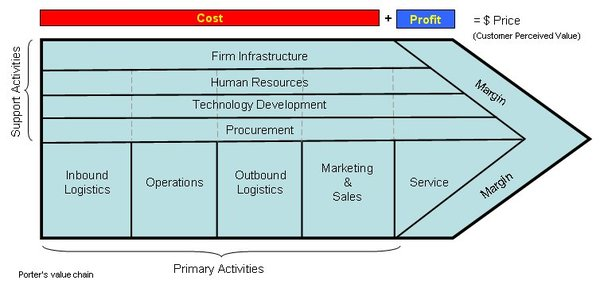 Cost + Profit = $ Price
(Customer Perceived Value)
Support Activities
Firm Infrastructure
Human Resources
Technology Development
Procurement
Margin
Inbound
Logistics
Operations
Outbound
Logistics
Marketing
&
Sales
Service
Margin
Primary Activities
Porter's value chain